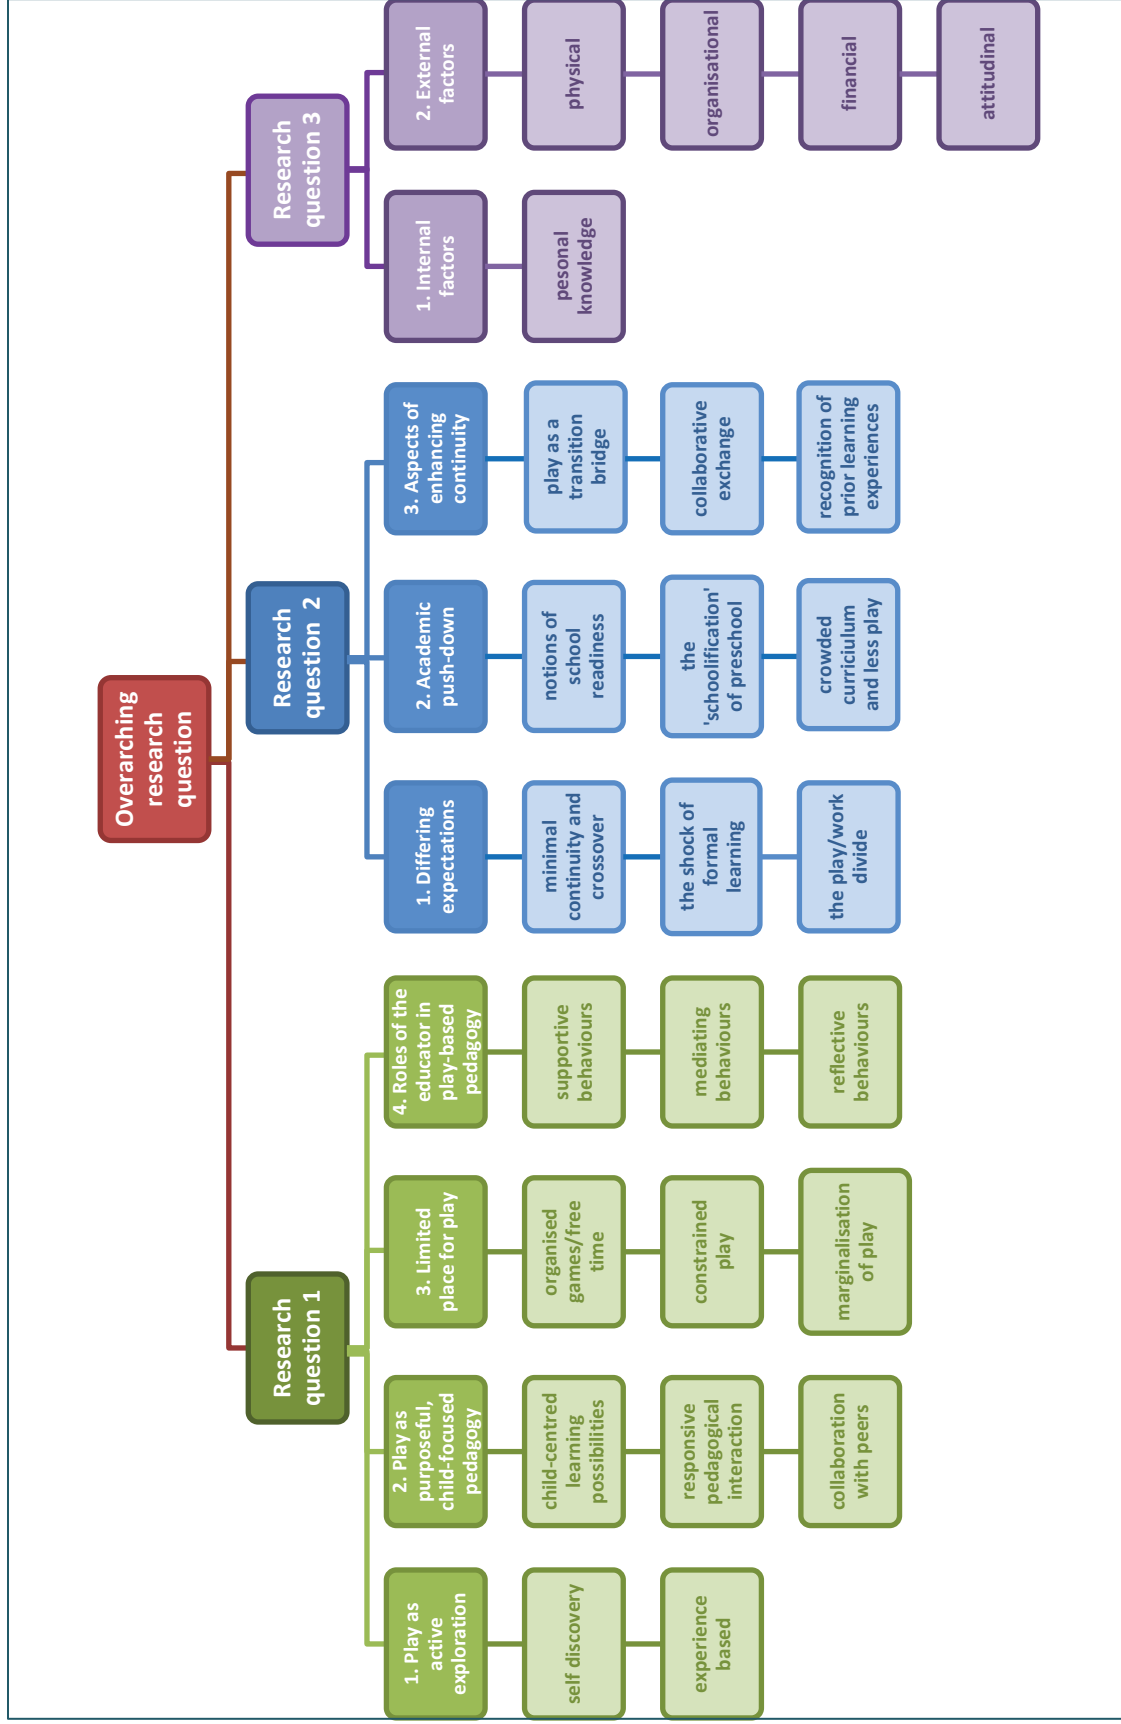 Overarching
research
question
Research
question 1
1. Play as
active
exploration
self discovery
experience
based
2. Play as
purposeful,
child-focused
pedagogy
child-centred
learning
possibilities
responsive
pedagogical
interaction
collaboration
with peers
3. Limited
place for play
organised
games/free
time
constrained
play
marginalisation
of play
4. Roles of the
educator in
play-based
pedagogy
supportive
behaviours
mediating
behaviours
reflective
behaviours
Research
question  2
1. Differing
expectations
minimal
continuity and
crossover
the shock of
formal
learning
the play/work
divide
2. Academic
push-down
notions of
school
readiness
the
'schoolification'
of preschool
crowded
curriciulum
and less play
3. Aspects of
enhancing
continuity
play as a
transition
bridge
collaborative
exchange
recognition of
prior learning
experiences
Research
question 3
1. Internal
factors
pesonal
knowledge
2. External
factors
physical
organisational
financial
attitudinal